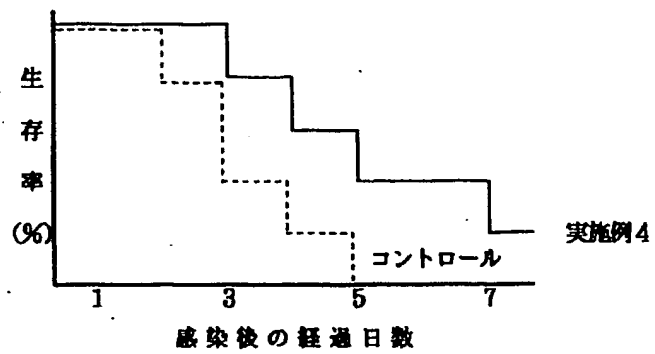 生存率(%)
実施例4
コントロール
1 3 5 7
感染後の経過日数